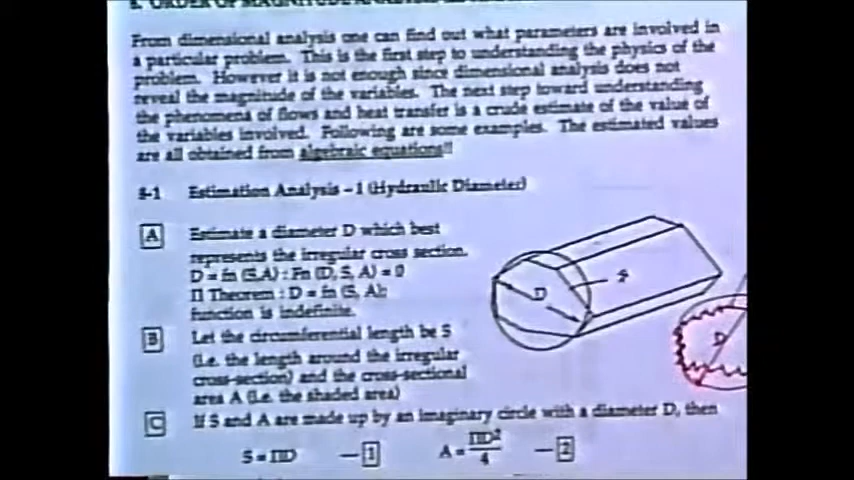 8. ORDER OF MAGNITUDE ANALYSIS
From dimensional analysis one can find out what parameters are involved in
a particular problem. This is the first step to understanding the physics of the
problem. However it is not enough since dimensional analysis does not
reveal the magnitude of the variables. The next step toward understanding
the phenomena of flows and heat transfer is a crude estimate of the value of
the variables involved. Following are some examples. The estimated values
are all obtained from algebraic equations!!
8-1 Estimation Analysis - 1 (Hydraulic Diameter)
A Estimate a diameter D which best
represents the irregular cross section.
D = fn (S,A) : Fn (D, S, A) = 0
Π Theorem : D = fn (S, A);
function is indefinite.
B Let the circumferential length be S
(i.e. the length around the irregular
cross-section) and the cross-sectional
area A (i.e. the shaded area)
D
S
D
C If S and A are made up by an imaginary circle with a diameter D, then
S = ΠD — 1 A = ΠD²/4 — 2